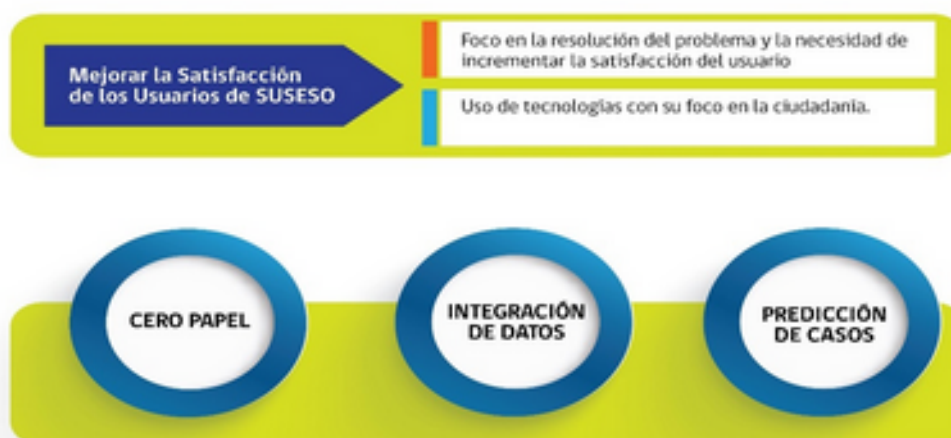 Mejorar la Satisfacción
de los Usuarios de SUSESO
Foco en la resolución del problema y la necesidad de
incrementar la satisfacción del usuario
Uso de tecnologías con su foco en la ciudadanía.
CERO PAPEL
INTEGRACIÓN
DE DATOS
PREDICCIÓN
DE CASOS